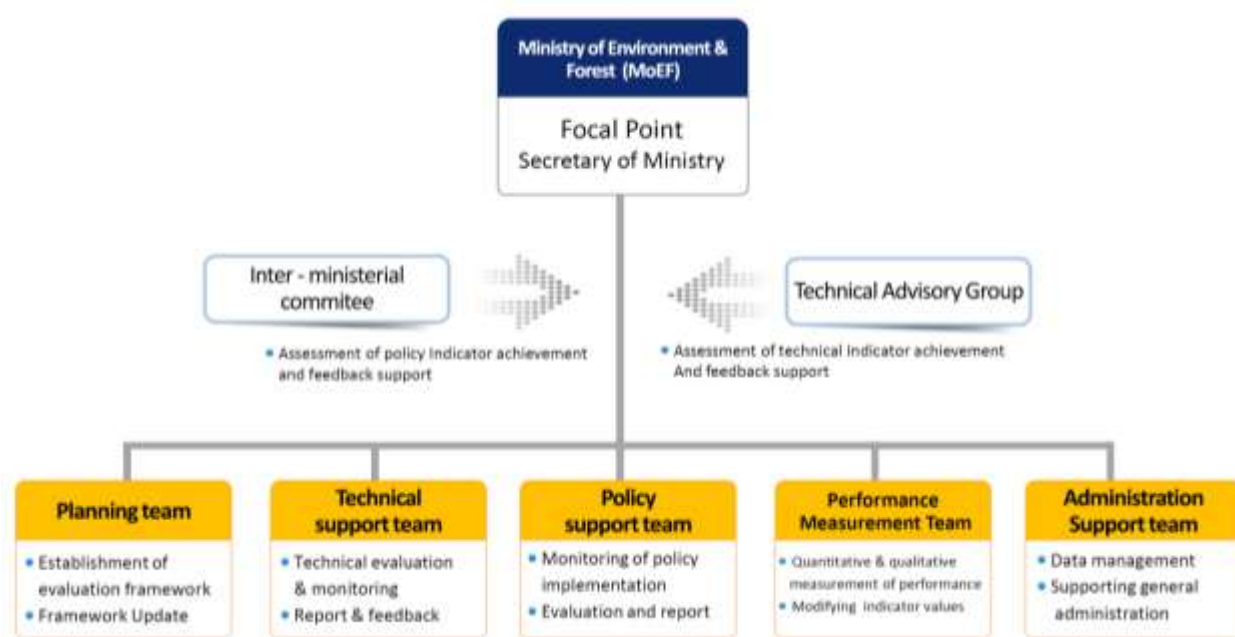 Ministry of Environment &
Forest (MoEF)
Focal Point
Secretary of Ministry
Inter - ministerial
commitee
• Assessment of policy Indicator achievement
and feedback support
Technical Advisory Group
• Assessment of technical Indicator achievement
And feedback support
Planning team
• Establishment of
evaluation framework
• Framework Update
Technical
support team
• Technical evaluation
& monitoring
• Report & feedback
Policy
support team
• Monitoring of policy
implementation
• Evaluation and report
Performance
Measurement Team
• Quantitative & qualitative
measurement of performance
• Modifying indicator values
Administration
Support team
• Data management
• Supporting general
administration